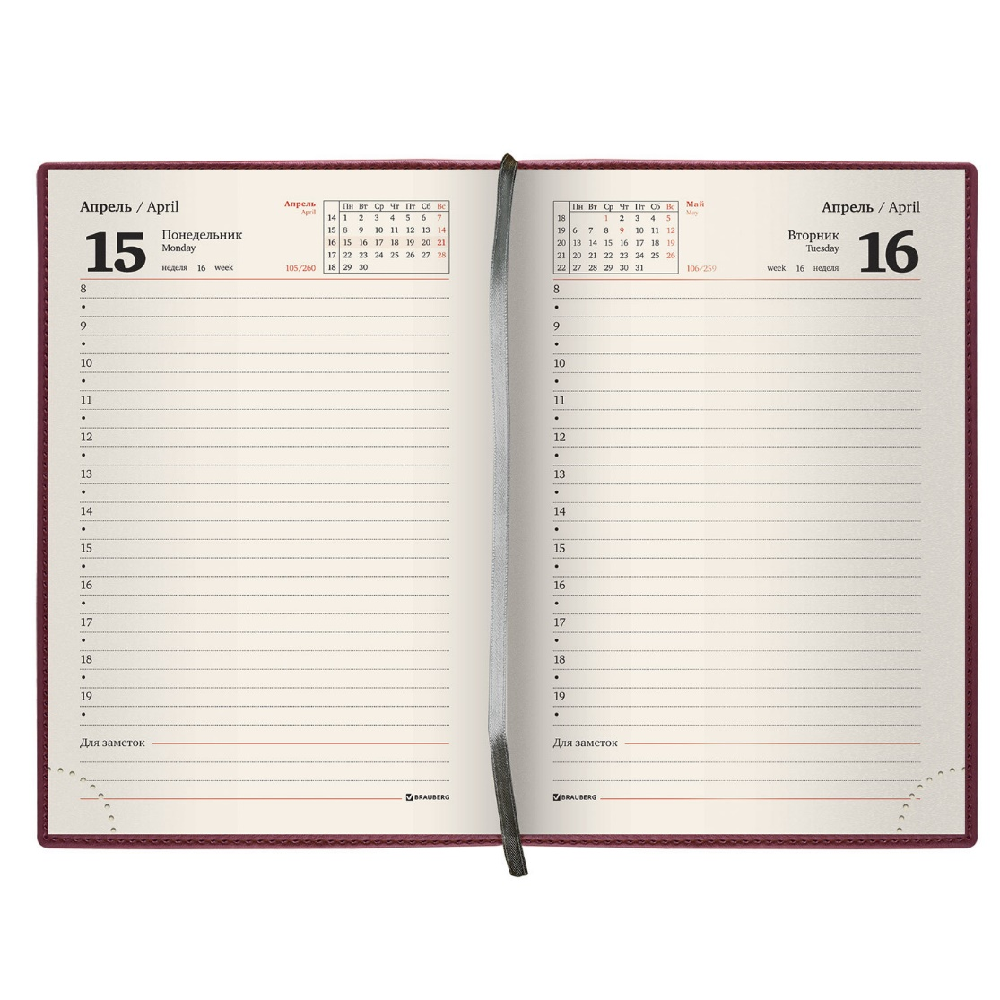 Апрель / April
15
Понедельник
Monday
неделя 16 week
105/260
Апрель
April
Пн Вт Ср Чт Пт Сб Вс
14 1 2 3 4 5 6 7
15 8 9 10 11 12 13 14
16 15 16 17 18 19 20 21
17 22 23 24 25 26 27 28
18 29 30
8
9
10
11
12
13
14
15
16
17
18
19
Для заметок
BRAUBERG
Пн Вт Ср Чт Пт Сб Вс
18 1 2 3 4 5
19 6 7 8 9 10 11 12
20 13 14 15 16 17 18 19
21 20 21 22 23 24 25 26
22 27 28 29 30 31
Май
May
106/259
Апрель / April
Вторник
Tuesday
week 16 неделя
16
8
9
10
11
12
13
14
15
16
17
18
19
Для заметок
BRAUBERG